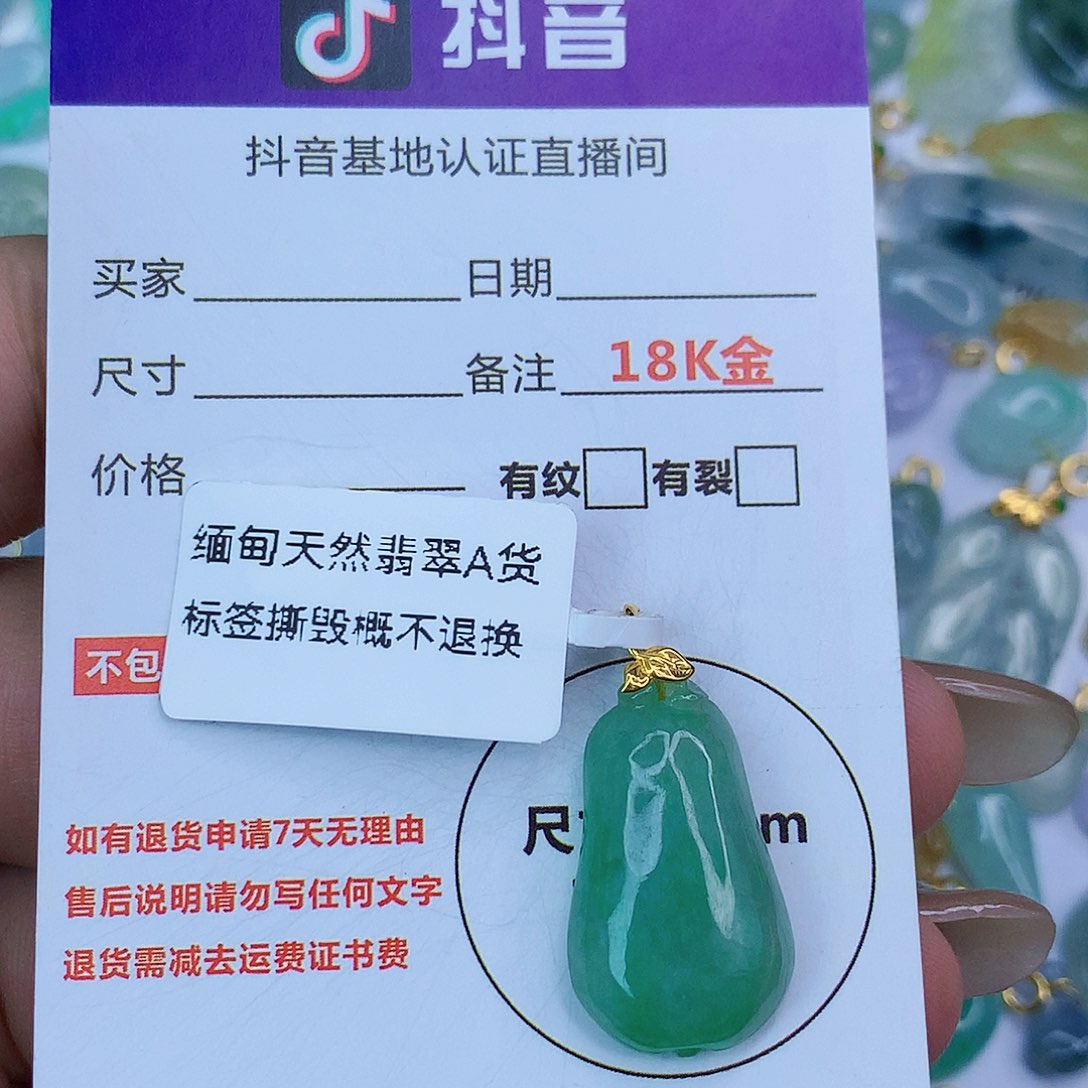 抖音
抖音基地认证直播间
买家 日期
尺寸 备注 18K金
价格 有纹 有裂
缅甸天然翡翠A货
标签撕毁概不退换
不包
尺 m
如有退货申请7天无理由
售后说明请勿写任何文字
退货需减去运费证书费